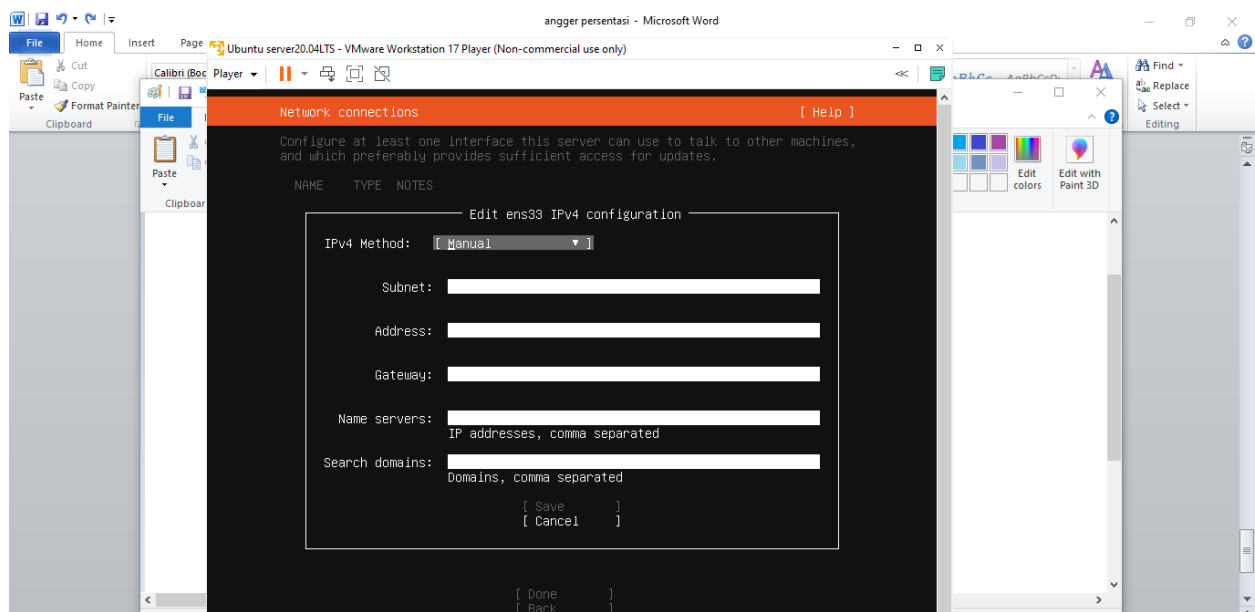 angger persentasi - Microsoft Word
File Home Insert Page
Cut
Copy
Format Painter
Paste
Clipboard
Calibri (Boc
Find
Replace
Select
Editing
Ubuntu server20.04LTS - VMware Workstation 17 Player (Non-commercial use only)
Player
File
Paste
Clipboar
Edit colors
Edit with Paint 3D
Network connections [ Help ]
Configure at least one interface this server can use to talk to other machines,
and which preferably provides sufficient access for updates.
NAME TYPE NOTES
Edit ens33 IPv4 configuration
IPv4 Method: [ Manual ▼ ]
Subnet:
Address:
Gateway:
Name servers:
IP addresses, comma separated
Search domains:
Domains, comma separated
[ Save ]
[ Cancel ]
[ Done ]
[ Back ]